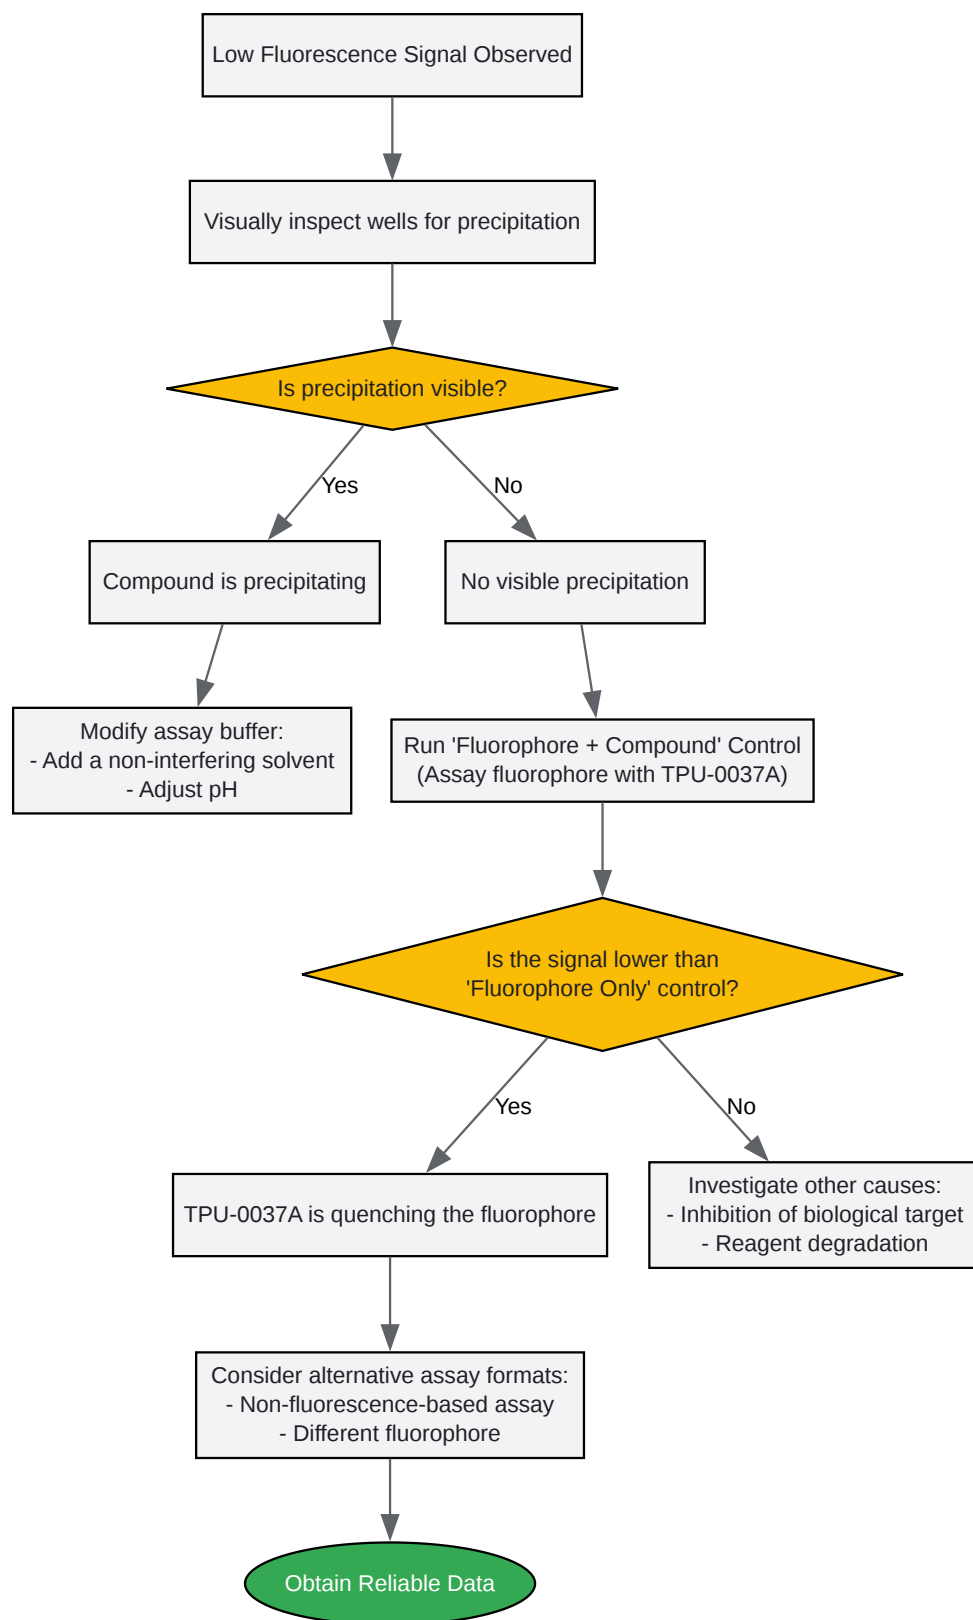 Low Fluorescence Signal Observed
Visually inspect wells for precipitation
Is precipitation visible?
Yes
No
Compound is precipitating
No visible precipitation
Modify assay buffer:
- Add a non-interfering solvent
- Adjust pH
Run 'Fluorophore + Compound' Control
(Assay fluorophore with TPU-0037A)
Is the signal lower than
'Fluorophore Only' control?
Yes
No
TPU-0037A is quenching the fluorophore
Investigate other causes:
- Inhibition of biological target
- Reagent degradation
Consider alternative assay formats:
- Non-fluorescence-based assay
- Different fluorophore
Obtain Reliable Data